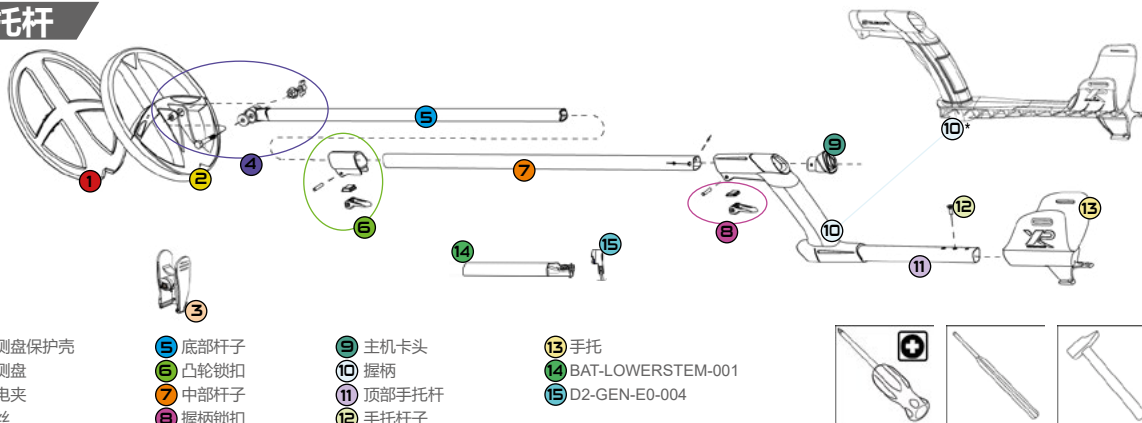 托杆
1
2
3
4
5
6
7
8
9
10
10*
11
12
13
14
15
XP
测盘保护壳
测盘
电夹
丝
5 底部杆子
6 凸轮锁扣
7 中部杆子
8 握柄锁扣
9 主机卡头
10 握柄
11 顶部手托杆
12 手托杆子
13 手托
14 BAT-LOWERSTEM-001
15 D2-GEN-E0-004